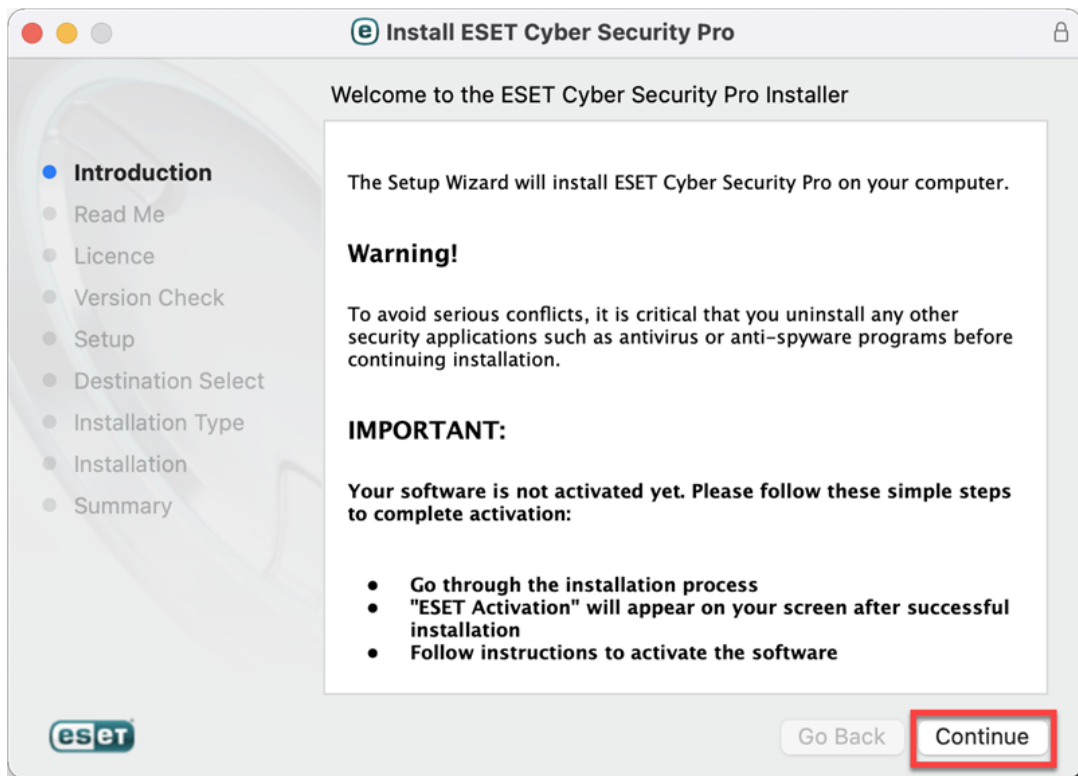 e Install ESET Cyber Security Pro
Welcome to the ESET Cyber Security Pro Installer
Introduction
Read Me
Licence
Version Check
Setup
Destination Select
Installation Type
Installation
Summary
The Setup Wizard will install ESET Cyber Security Pro on your computer.
Warning!
To avoid serious conflicts, it is critical that you uninstall any other
security applications such as antivirus or anti-spyware programs before
continuing installation.
IMPORTANT:
Your software is not activated yet. Please follow these simple steps
to complete activation:
● Go through the installation process
● "ESET Activation" will appear on your screen after successful
installation
● Follow instructions to activate the software
eseT
Go Back
Continue